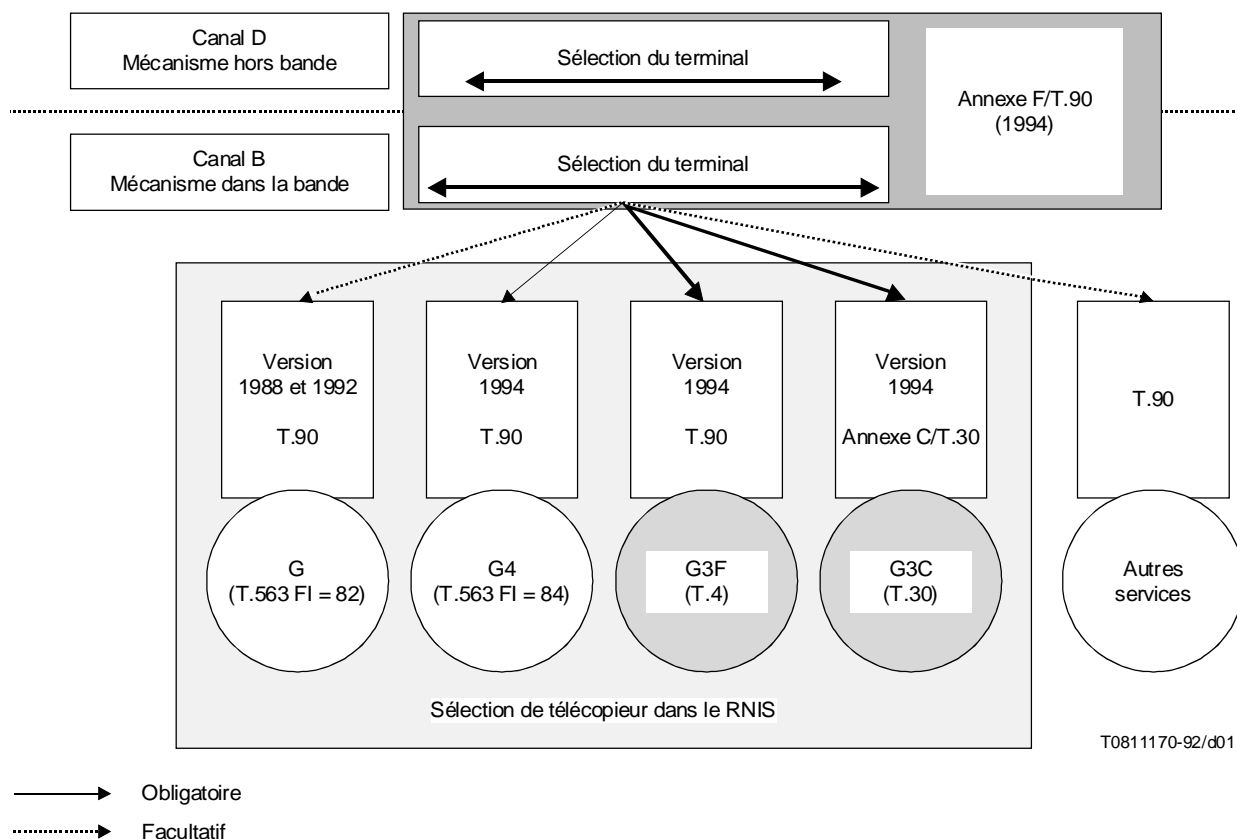 Canal D
Mécanisme hors bande
Sélection du terminal
Annexe F/T.90
(1994)
Canal B
Mécanisme dans la bande
Sélection du terminal
Version
1988 et 1992
T.90
Version
1994
T.90
Version
1994
T.90
Version
1994
Annexe C/T.30
T.90
G
(T.563 FI = 82)
G4
(T.563 FI = 84)
G3F
(T.4)
G3C
(T.30)
Autres
services
Sélection de télécopieur dans le RNIS
T0811170-92/d01
Obligatoire
Facultatif